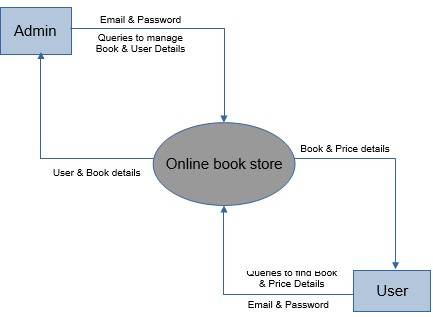 Email & Password
Admin
Queries to manage
Book & User Details
Online book store
Book & Price details
User & Book details
Queries to find Book
& Price Details
User
Email & Password